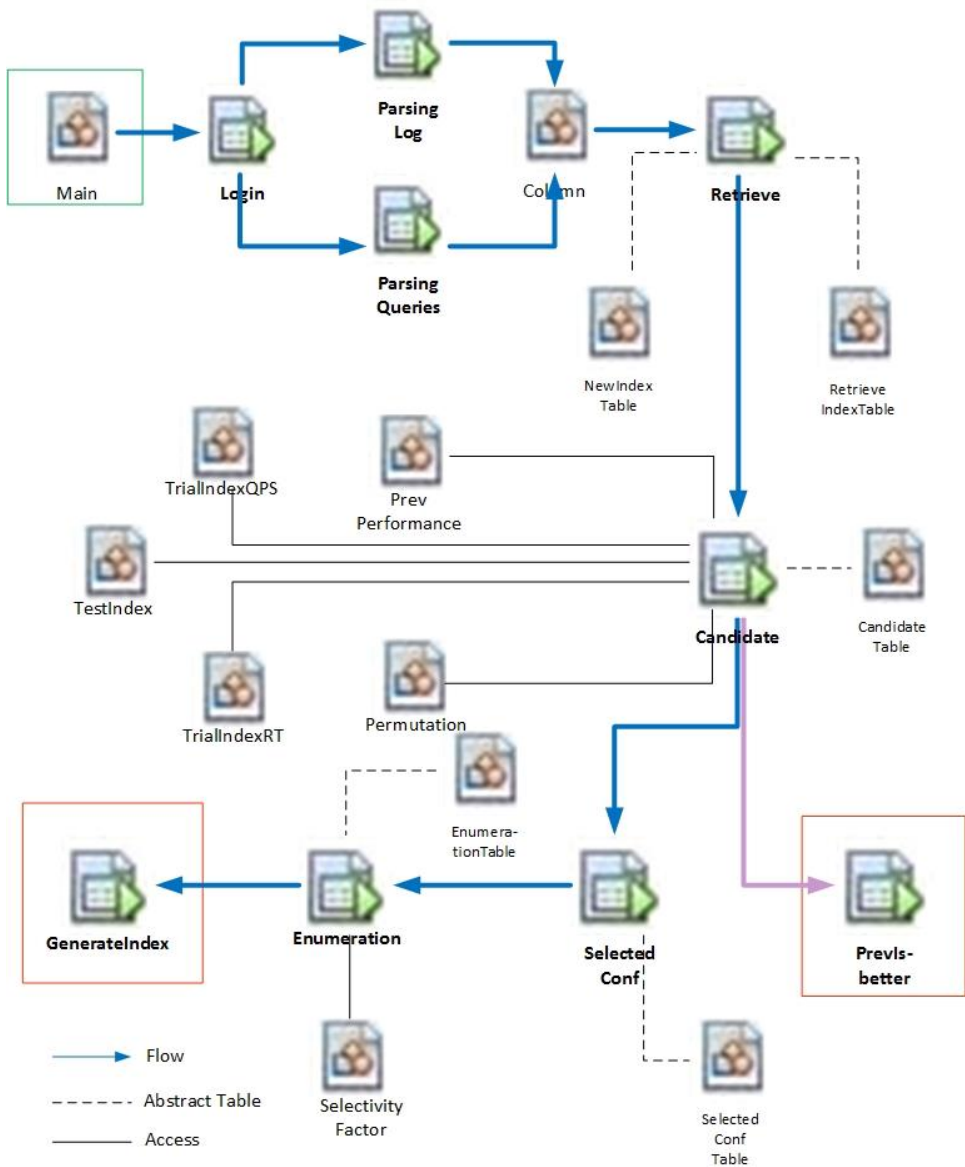 Parsing
Log
Main
Login
Column
Retrieve
Parsing
Queries
NewIndex
Table
Retrieve
IndexTable
TrialIndexQPS
Prev
Performance
TestIndex
Candidate
Candidate
Table
TrialIndexRT
Permutation
Enumera-
tionTable
GenerateIndex
Enumeration
Selected
Conf
PrevIs-
better
Flow
Abstract Table
Access
Selectivity
Factor
Selected
Conf
Table